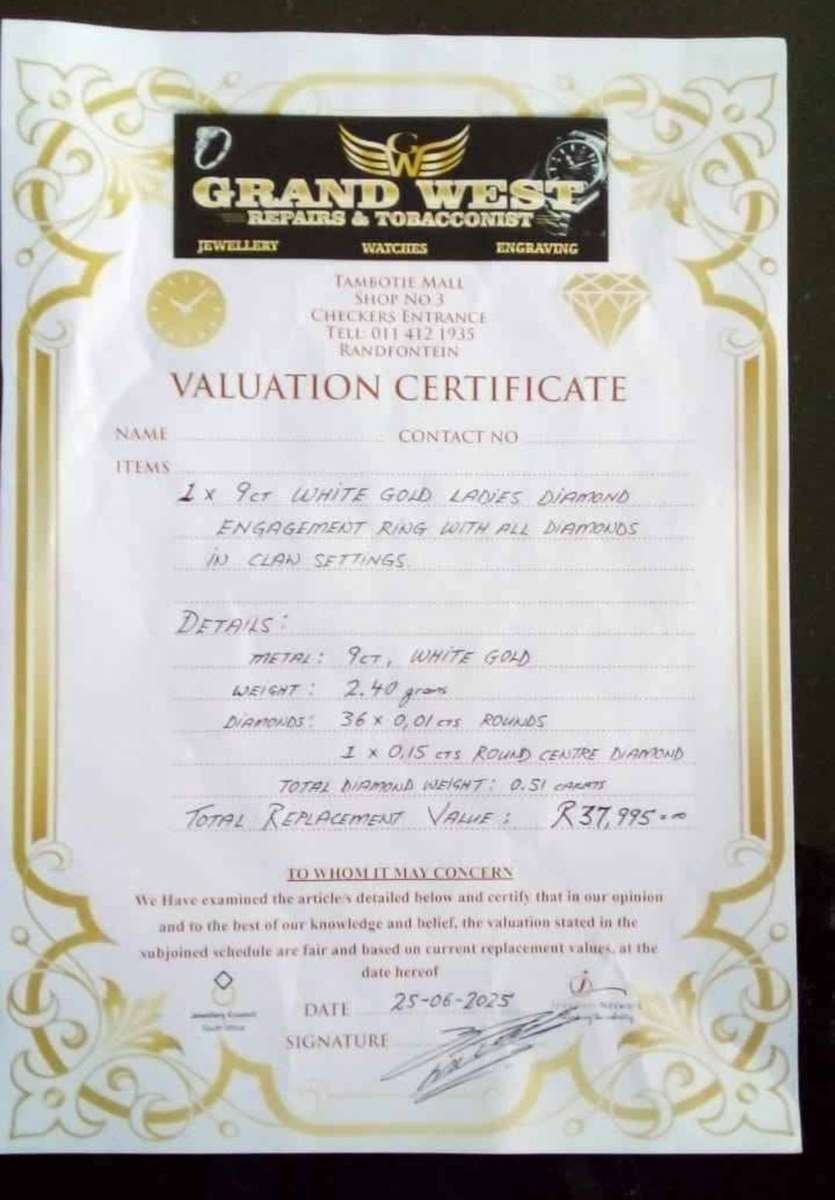 GW
GRAND WEST
REPAIRS & TOBACCONIST
JEWELLERY WATCHES ENGRAVING
TAMBOTIE MALL
SHOP NO 3
CHECKERS ENTRANCE
TELL: 011 412 1935
RANDFONTEIN
VALUATION CERTIFICATE
NAME CONTACT NO
ITEMS
1 x 9CT WHITE GOLD LADIES DIAMOND
ENGAGEMENT RING WITH ALL DIAMONDS
IN CLAW SETTINGS.
DETAILS:
METAL: 9CT, WHITE GOLD
WEIGHT: 2.40 grams
DIAMONDS: 36 x 0,01 CTS ROUNDS
1 x 0,15 CTS ROUND CENTRE DIAMOND
TOTAL DIAMOND WEIGHT: 0.51 CARATS
TOTAL REPLACEMENT VALUE: R37,995.00
TO WHOM IT MAY CONCERN
We Have examined the article/s detailed below and certify that in our opinion
and to the best of our knowledge and belief, the valuation stated in the
subjoined schedule are fair and based on current replacement values, at the
date hereof
Jewellery Council
South Africa
DATE 25-06-2025
SIGNATURE